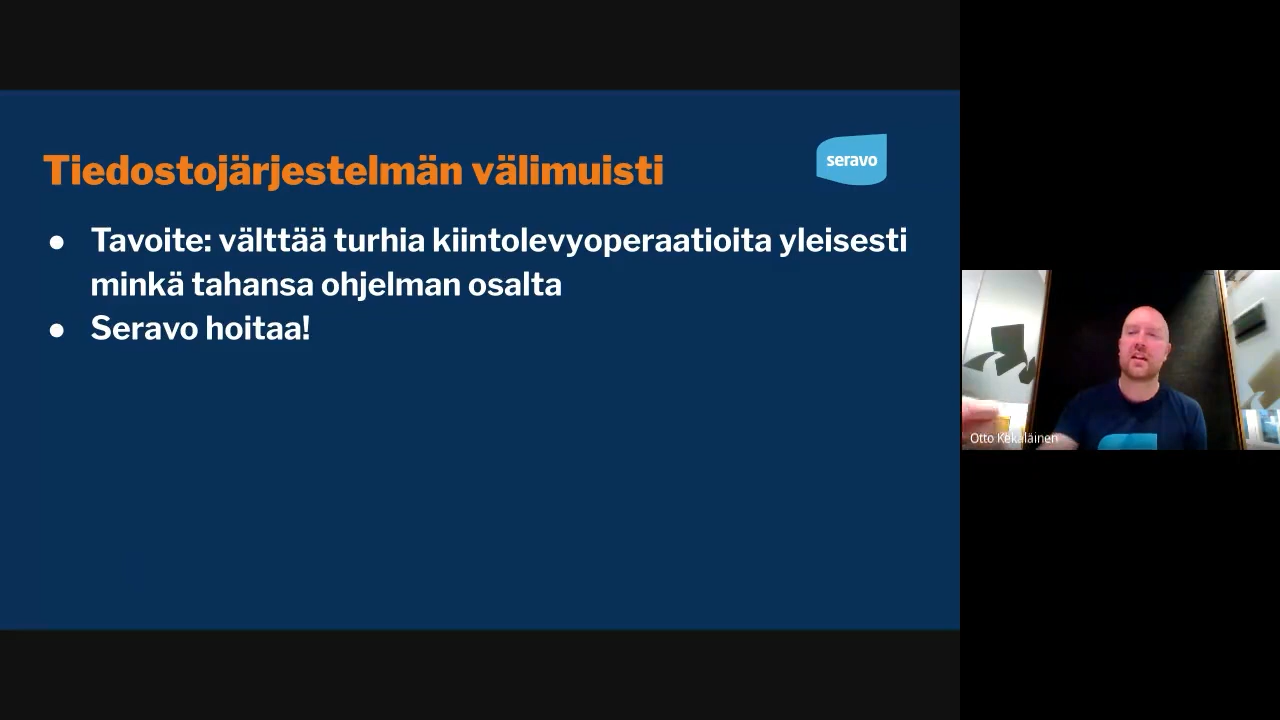 Tiedostojärjestelmän välimuisti
seravo
● Tavoite: välttää turhia kiintolevyoperaatioita yleisesti
minkä tahansa ohjelman osalta
● Seravo hoitaa!
Otto Kekäläinen